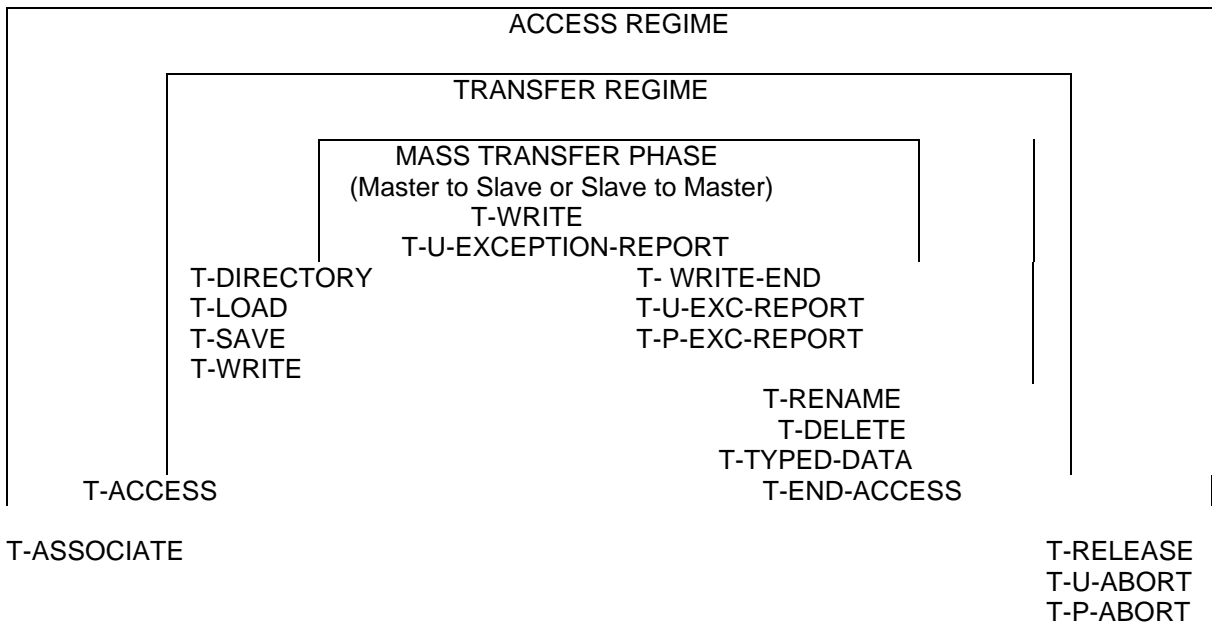 ACCESS REGIME
TRANSFER REGIME
MASS TRANSFER PHASE
(Master to Slave or Slave to Master)
T-WRITE
T-U-EXCEPTION-REPORT
T-DIRECTORY T- WRITE-END
T-LOAD T-U-EXC-REPORT
T-SAVE T-P-EXC-REPORT
T-WRITE
T-RENAME
T-DELETE
T-TYPED-DATA
T-ACCESS T-END-ACCESS
T-ASSOCIATE T-RELEASE
T-U-ABORT
T-P-ABORT